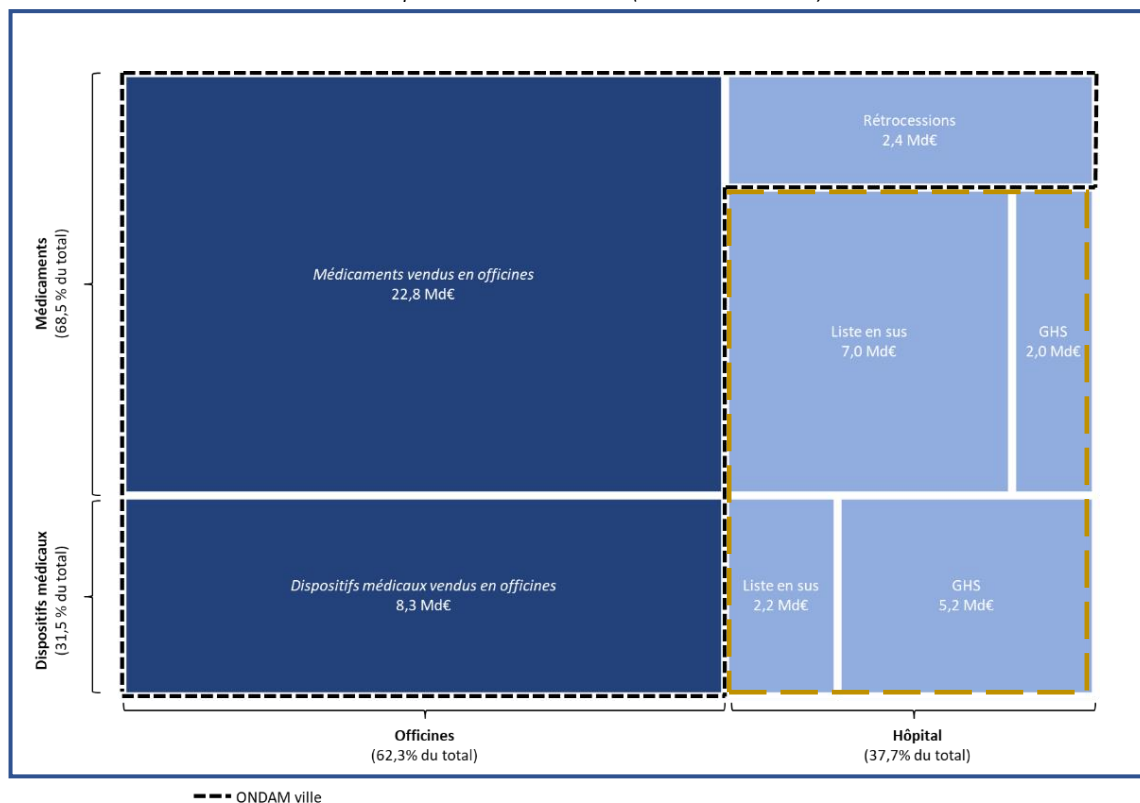 Rétrocessions
2,4 Md€
Médicaments
(68,5 % du total)
Médicaments vendus en officines
22,8 Md€
Liste en sus
7,0 Md€
GHS
2,0 Md€
Dispositifs médicaux
(31,5 % du total)
Dispositifs médicaux vendus en officines
8,3 Md€
Liste en sus
2,2 Md€
GHS
5,2 Md€
Officines
(62,3% du total)
Hôpital
(37,7% du total)
ONDAM ville